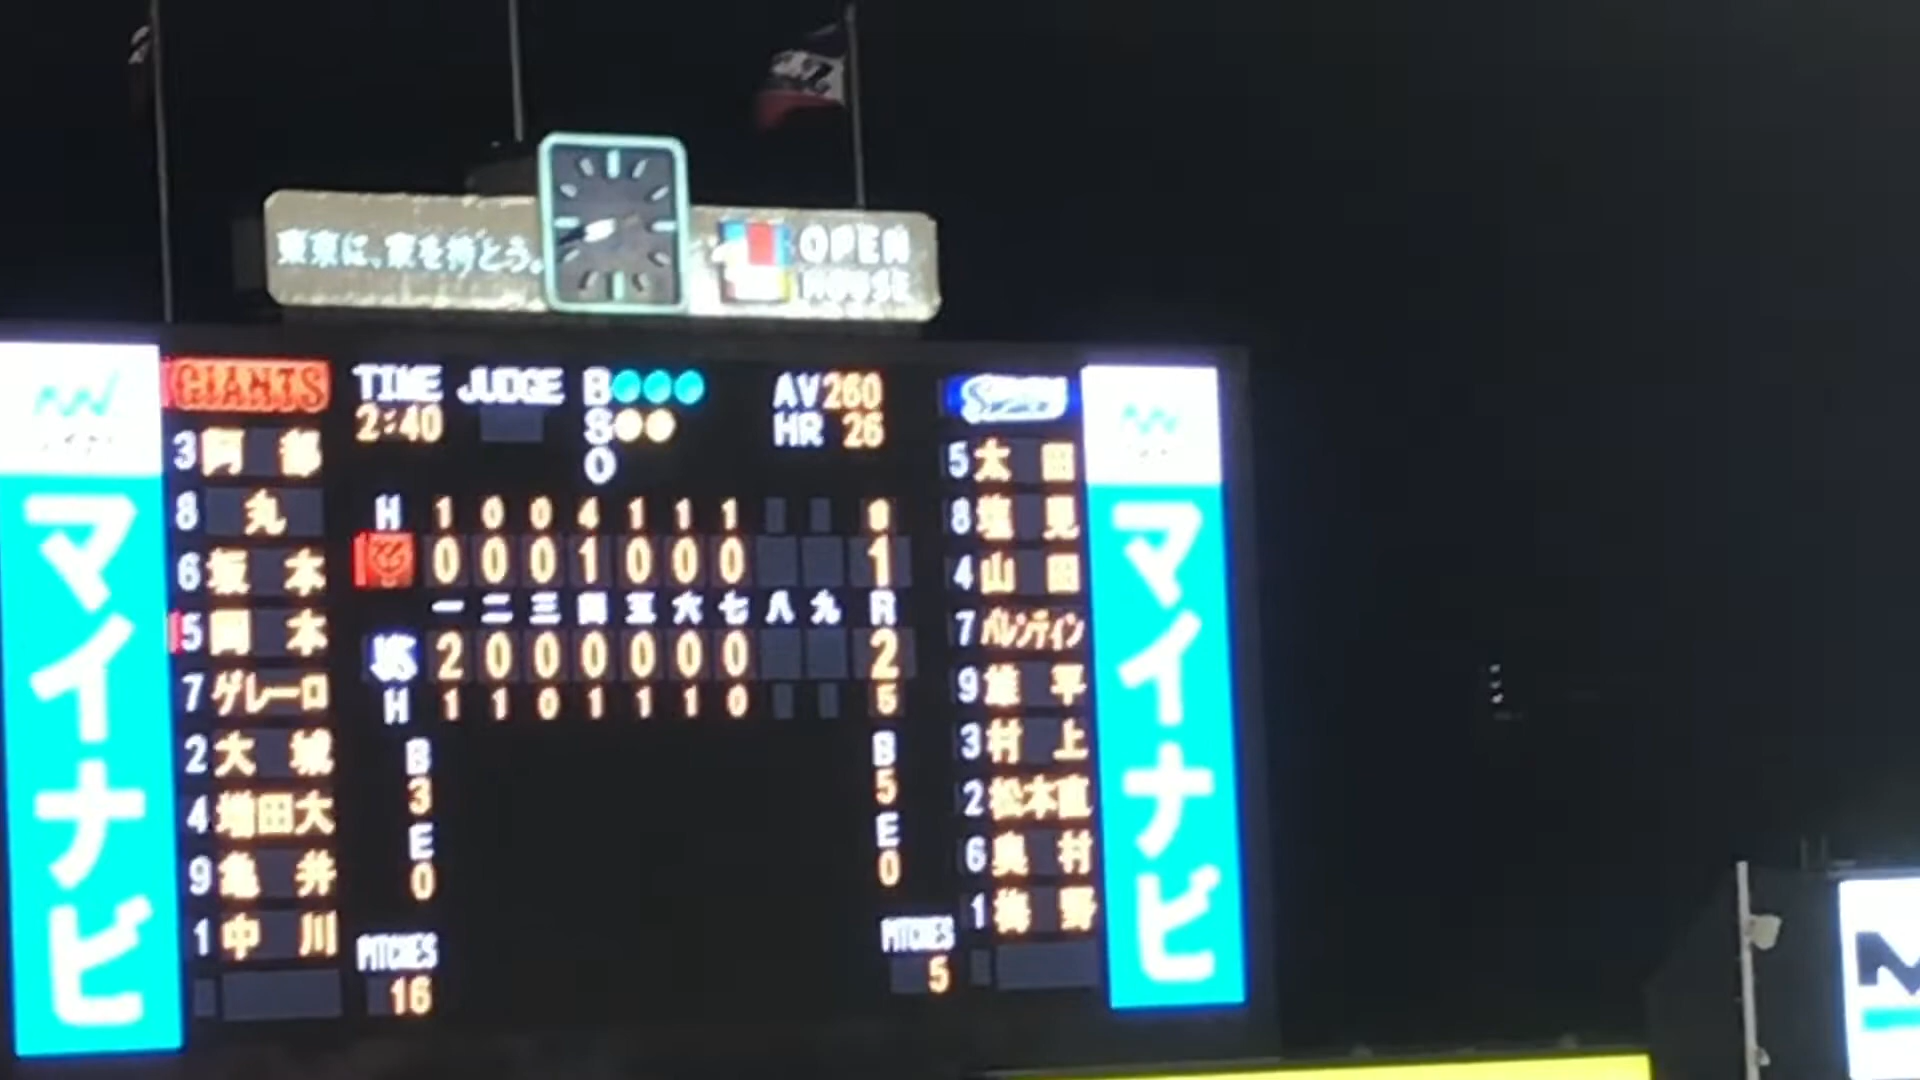 東京に、家を持とう。
OPEN HOUSE
GIANTS
TIME JUDGE
2:40
B
S
O
AV 260
HR 26
Swallows
3 阿部
8 丸
6 坂本
5 岡本
7 ゲレーロ
2 大城
4 増田大
9 亀井
1 中川
H 1 0 0 4 1 1 1
0 0 0 1 0 0 0 1
一 二 三 四 五 六 七 八 九 R
YS 2 0 0 0 0 0 0 2
H 1 1 0 1 1 1 0 5
B
3
E
0
PITCHES
16
B
5
E
0
PITCHES
5
5 太田
8 塩見
4 山田
7 バレンティン
9 雄平
3 村上
2 松本直
6 奥村
1 梅野
マイナビ
マイナビ